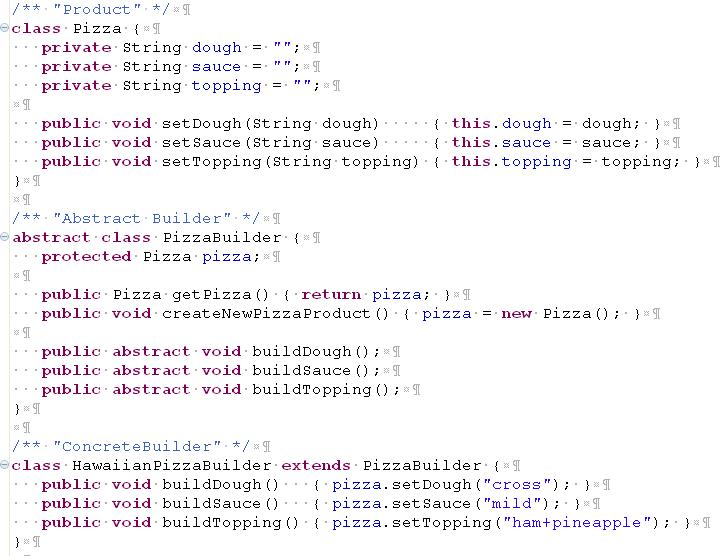 /** "Product" */
class Pizza {
   private String dough = "";
   private String sauce = "";
   private String topping = "";

   public void setDough(String dough)     { this.dough = dough; }
   public void setSauce(String sauce)     { this.sauce = sauce; }
   public void setTopping(String topping) { this.topping = topping; }
}

/** "Abstract Builder" */
abstract class PizzaBuilder {
   protected Pizza pizza;

   public Pizza getPizza() { return pizza; }
   public void createNewPizzaProduct() { pizza = new Pizza(); }

   public abstract void buildDough();
   public abstract void buildSauce();
   public abstract void buildTopping();
}

/** "ConcreteBuilder" */
class HawaiianPizzaBuilder extends PizzaBuilder {
   public void buildDough()   { pizza.setDough("cross"); }
   public void buildSauce()   { pizza.setSauce("mild"); }
   public void buildTopping() { pizza.setTopping("ham+pineapple"); }
}